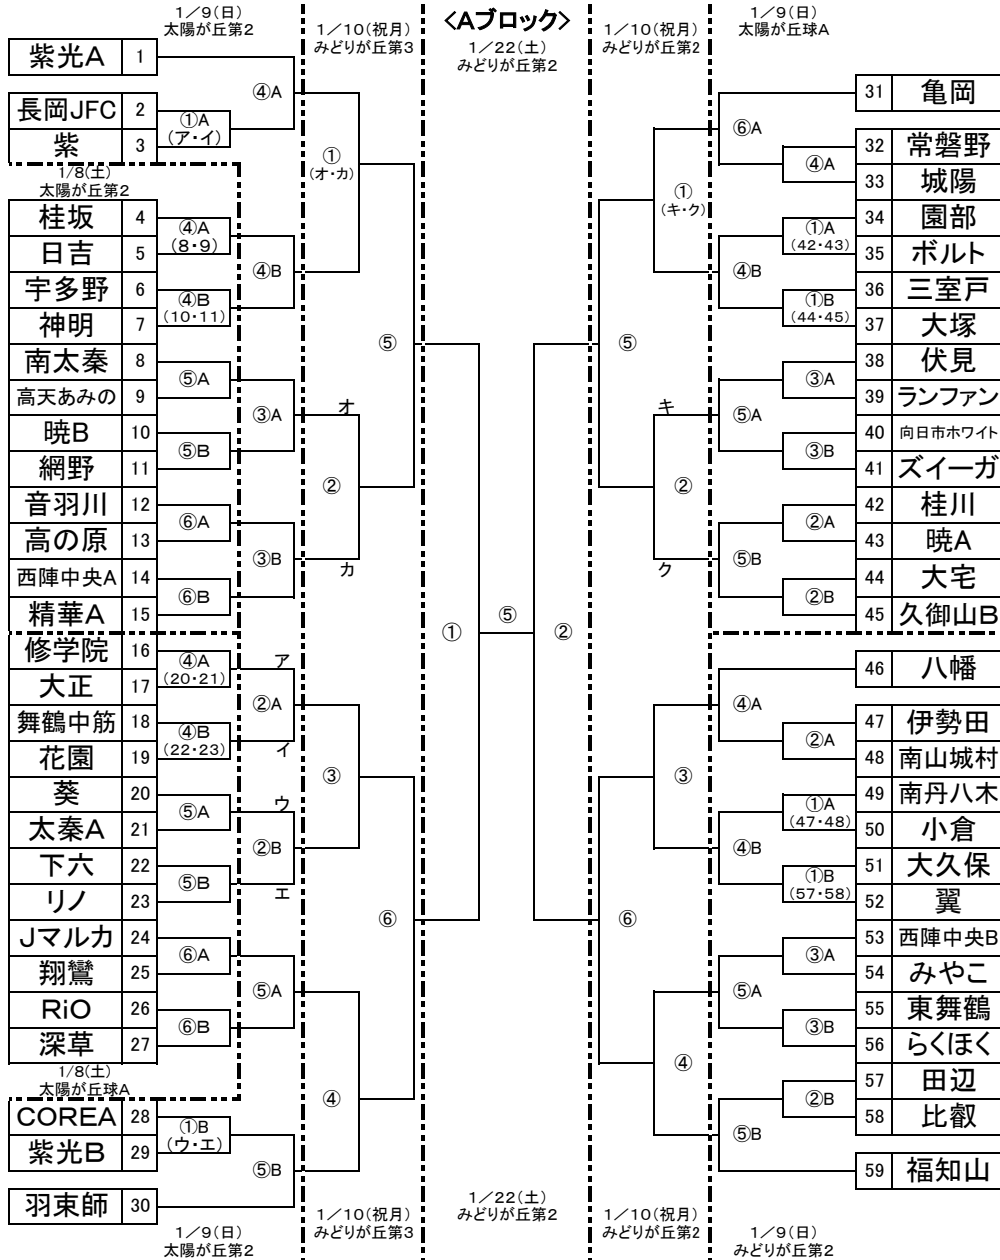 <Aブロック>
1/9(日)
太陽が丘第2
1/10(祝月)
みどりが丘第3
1/22(土)
みどりが丘第2
1/10(祝月)
みどりが丘第2
1/9(日)
太陽が丘球A
紫光A 1
長岡JFC 2
紫 3
1/8(土)
太陽が丘第2
桂坂 4
日吉 5
宇多野 6
神明 7
南太秦 8
高天あみの 9
暁B 10
網野 11
音羽川 12
高の原 13
西陣中央A 14
精華A 15
修学院 16
大正 17
舞鶴中筋 18
花園 19
葵 20
太秦A 21
下六 22
リノ 23
Jマルカ 24
翔鸞 25
RiO 26
深草 27
1/8(土)
太陽が丘球A
COREA 28
紫光B 29
羽束師 30
①A
(ア・イ)
④A
(8・9)
④B
(10・11)
⑤A
⑤B
⑥A
⑥B
④A
(20・21)
④B
(22・23)
⑤A
⑤B
⑥A
⑥B
①B
(ウ・エ)
④A
④B
③A
③B
②A
②B
⑤A
⑤B
ア
イ
ウ
エ
①
(オ・カ)
オ
②
カ
③
④
⑤
⑥
①
⑤
②
⑤
⑥
①
(キ・ク)
キ
②
ク
③
④
⑥A
④B
⑤A
⑤B
④A
④B
⑤A
⑤B
④A
①A
(42・43)
①B
(44・45)
③A
③B
②A
②B
②A
①A
(47・48)
①B
(57・58)
③A
③B
②B
31 亀岡
32 常磐野
33 城陽
34 園部
35 ボルト
36 三室戸
37 大塚
38 伏見
39 ランファン
40 向日市ホワイト
41 ズイーガ
42 桂川
43 暁A
44 大宅
45 久御山B
46 八幡
47 伊勢田
48 南山城村
49 南丹八木
50 小倉
51 大久保
52 翼
53 西陣中央B
54 みやこ
55 東舞鶴
56 らくほく
57 田辺
58 比叡
59 福知山
1/9(日)
太陽が丘第2
1/10(祝月)
みどりが丘第3
1/22(土)
みどりが丘第2
1/10(祝月)
みどりが丘第2
1/9(日)
みどりが丘第2